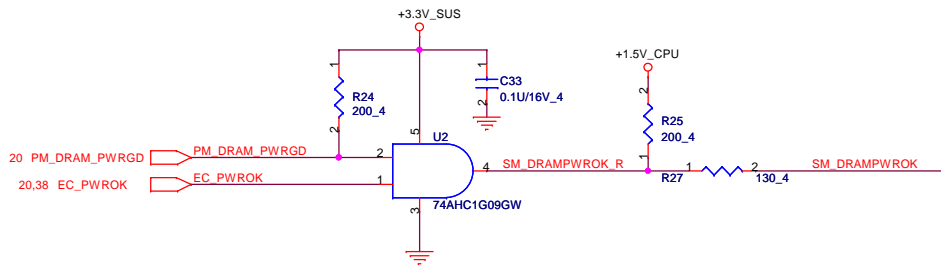 +3.3V_SUS
+1.5V_CPU
1
R24
200_4
2
1
C33
0.1U/16V_4
2
2
R25
200_4
1
5
U2
20 PM_DRAM_PWRGD
PM_DRAM_PWRGD
2
4
SM_DRAMPWROK_R
R27
1
2
130_4
SM_DRAMPWROK
20,38 EC_PWROK
EC_PWROK
1
3
74AHC1G09GW